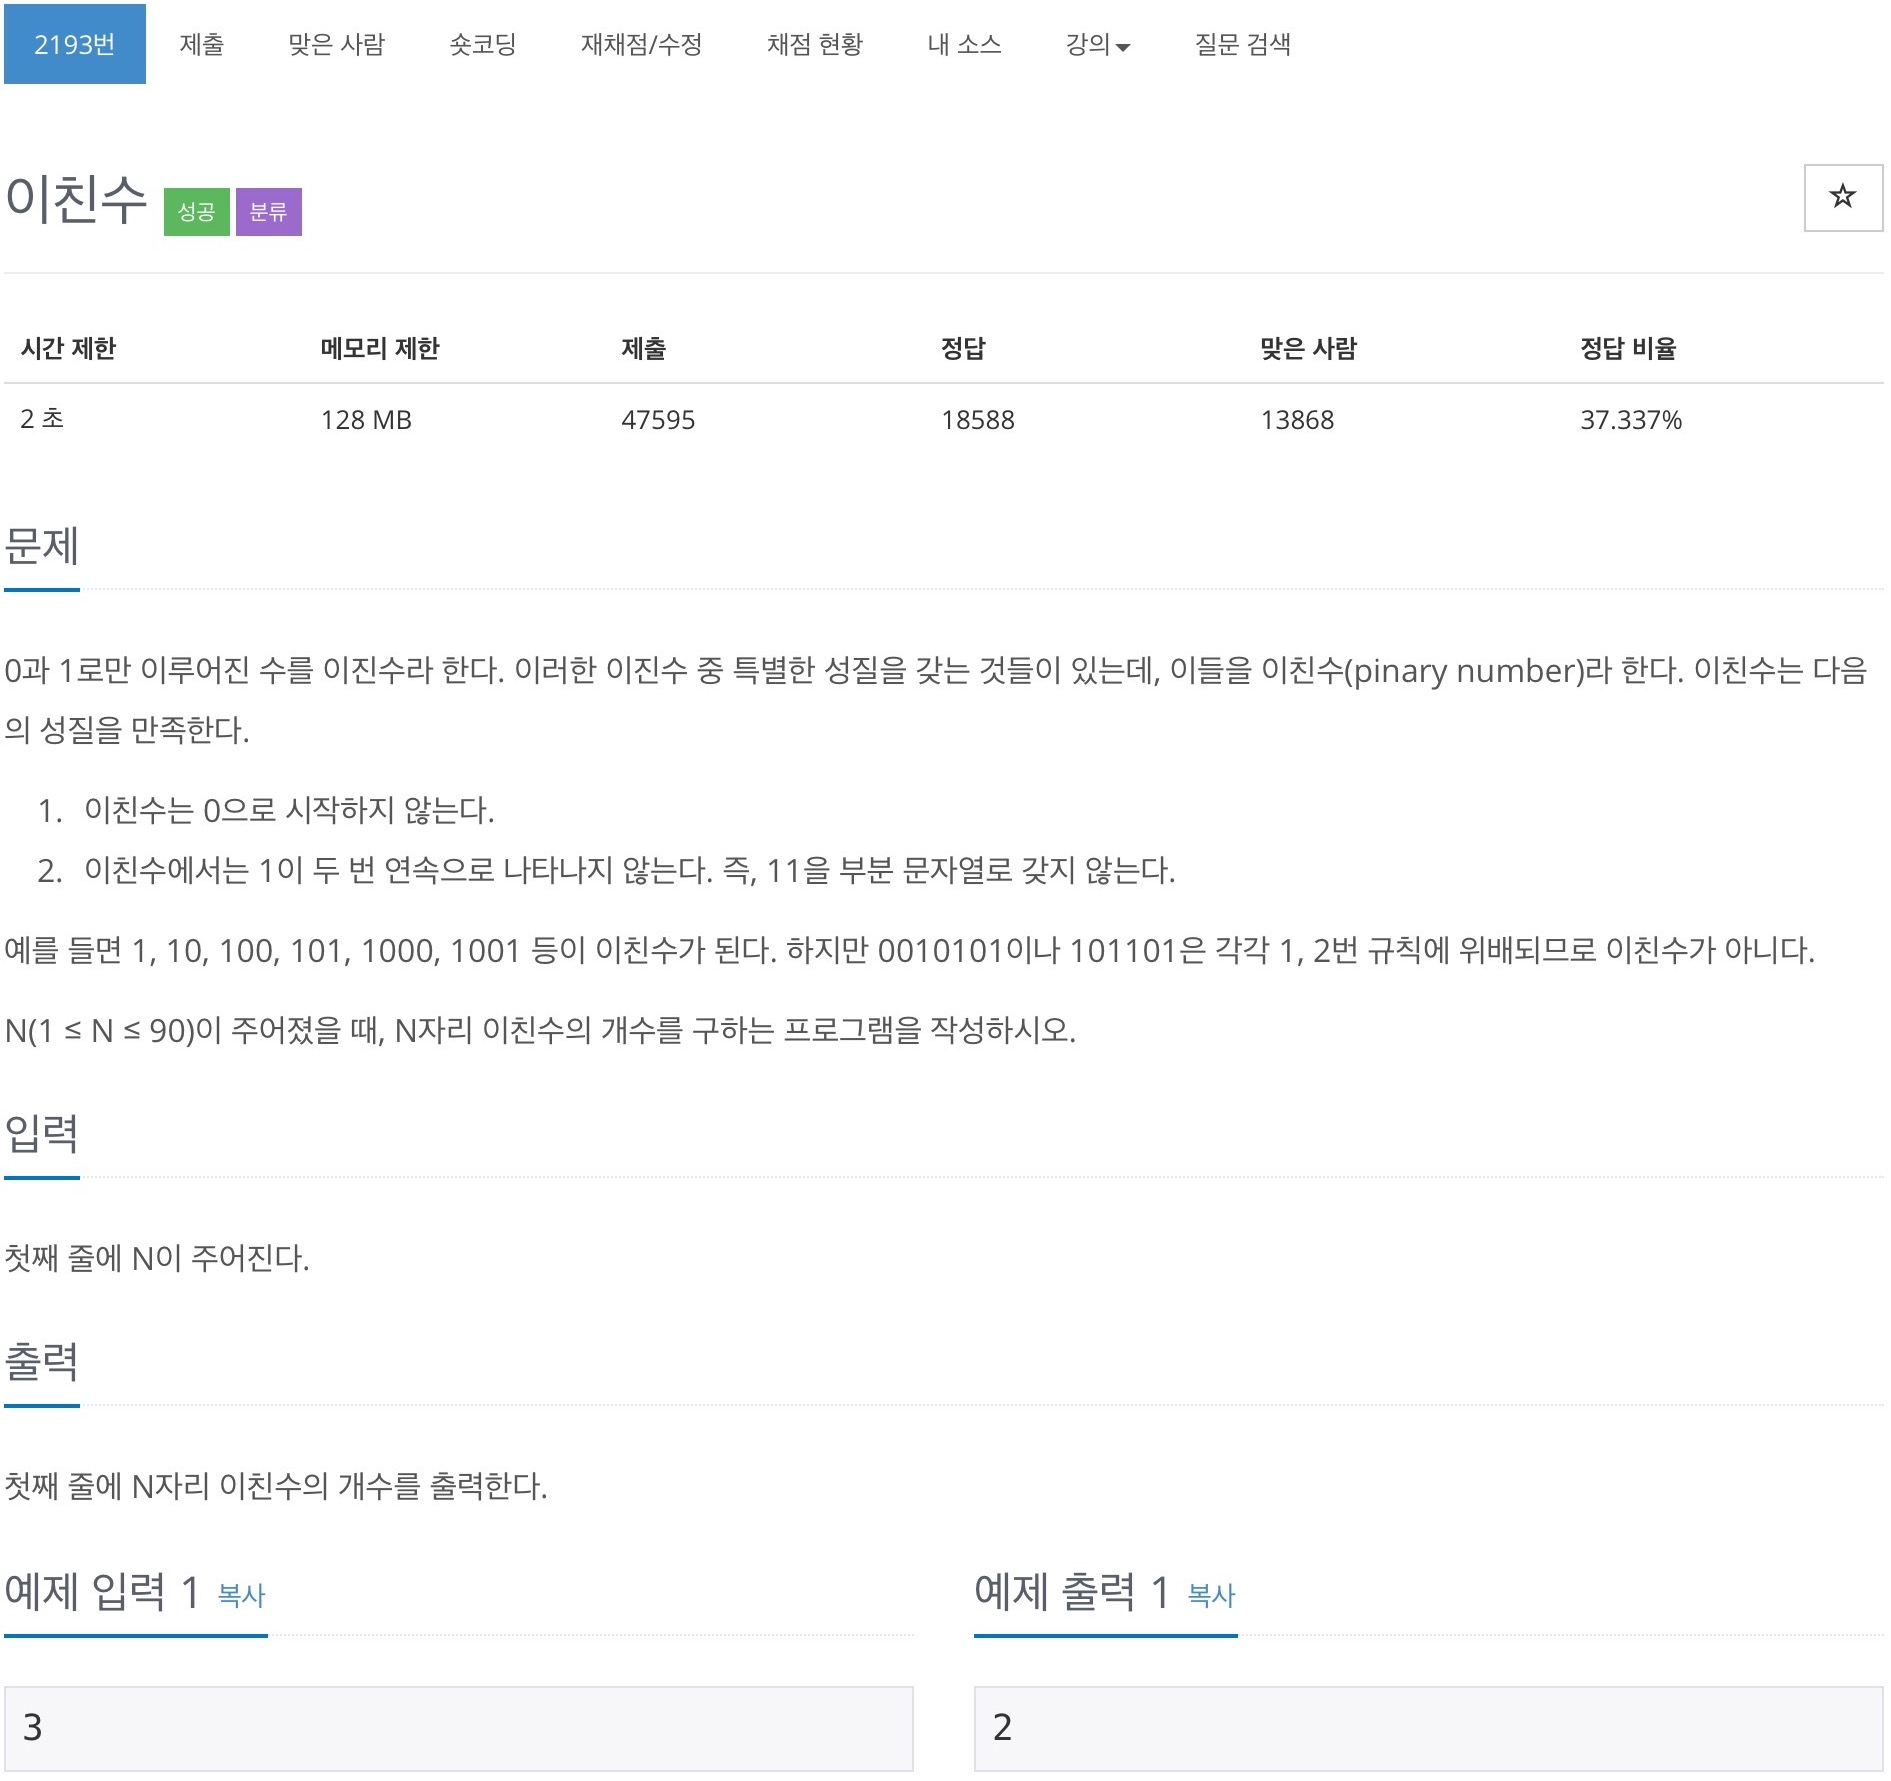 2193번 제출 맞은 사람 숏코딩 재채점/수정 채점 현황 내 소스 강의 질문 검색
이친수 성공 분류
시간 제한 메모리 제한 제출 정답 맞은 사람 정답 비율
2 초 128 MB 47595 18588 13868 37.337%
문제
0과 1로만 이루어진 수를 이진수라 한다. 이러한 이진수 중 특별한 성질을 갖는 것들이 있는데, 이들을 이친수(pinary number)라 한다. 이친수는 다음
의 성질을 만족한다.
1. 이친수는 0으로 시작하지 않는다.
2. 이친수에서는 1이 두 번 연속으로 나타나지 않는다. 즉, 11을 부분 문자열로 갖지 않는다.
예를 들면 1, 10, 100, 101, 1000, 1001 등이 이친수가 된다. 하지만 0010101이나 101101은 각각 1, 2번 규칙에 위배되므로 이친수가 아니다.
N(1 ≤ N ≤ 90)이 주어졌을 때, N자리 이친수의 개수를 구하는 프로그램을 작성하시오.
입력
첫째 줄에 N이 주어진다.
출력
첫째 줄에 N자리 이친수의 개수를 출력한다.
예제 입력 1 복사
3
예제 출력 1 복사
2